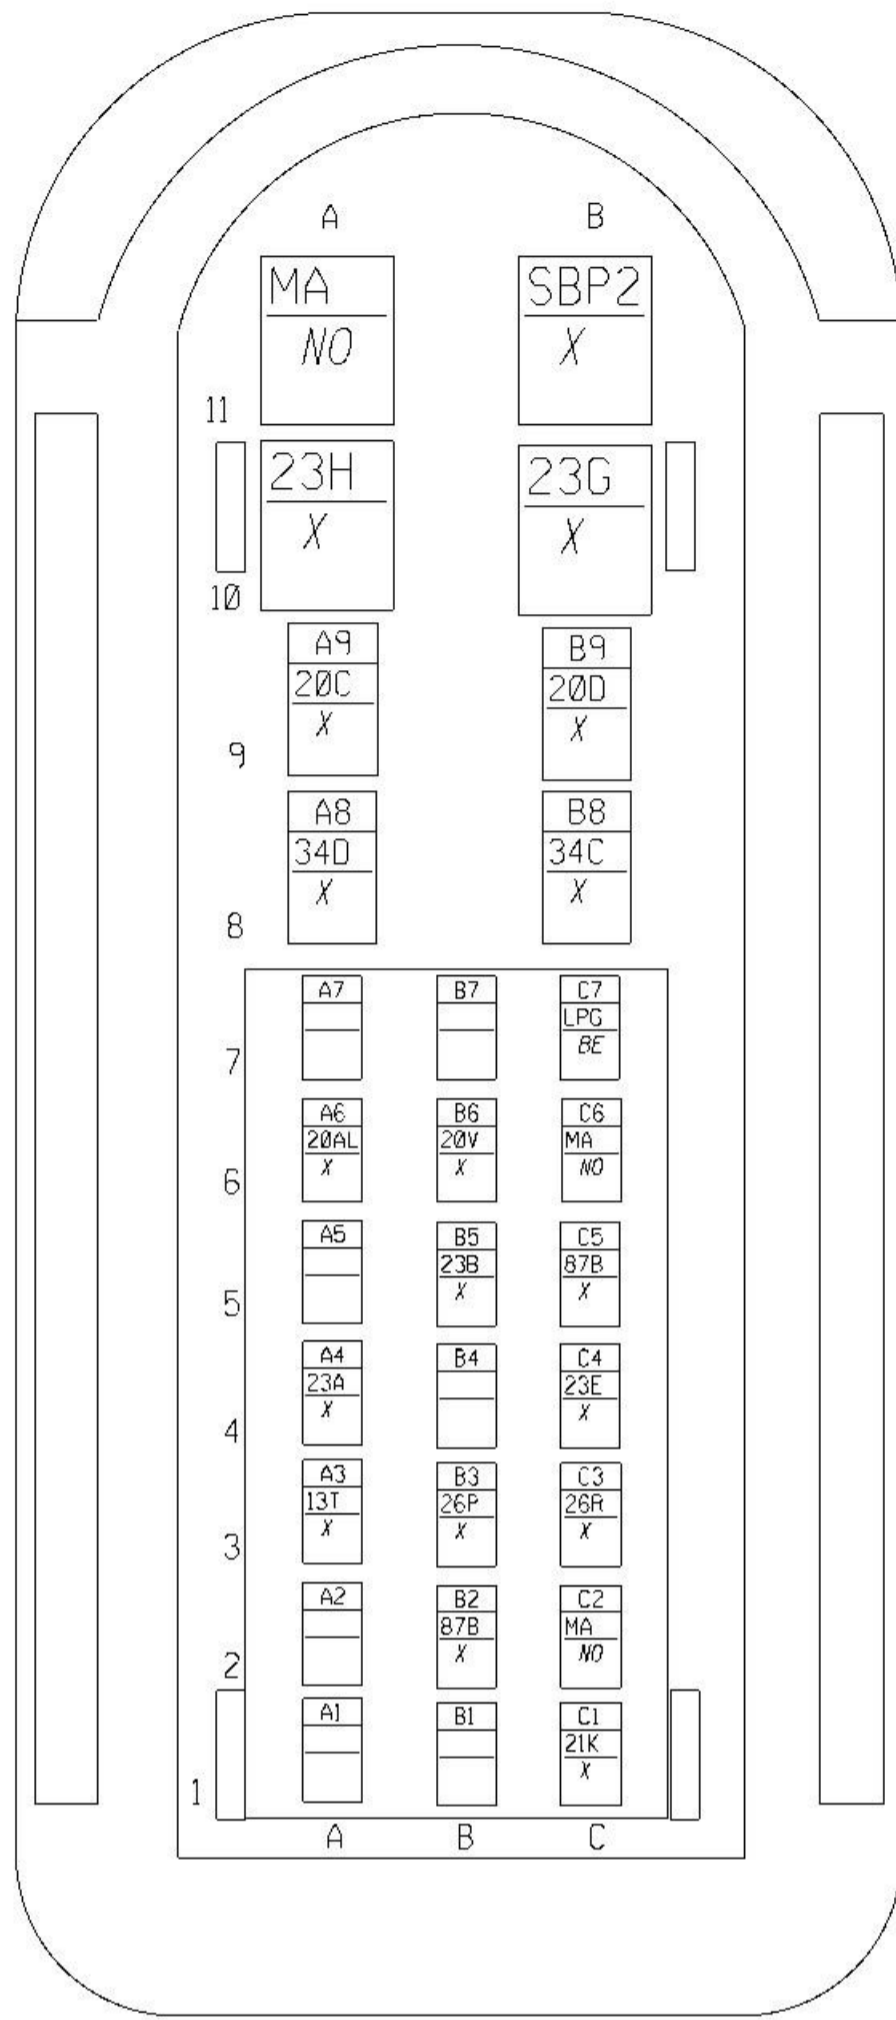 A B
MA SBP2
NO X
11
23H 23G
X X
10
A9 B9
20C 20D
X X
9
A8 B8
34D 34C
X X
8
A7 B7 C7
LPG
BE
7
A6 B6 C6
20AL 20V MA
X X NO
6
A5 B5 C5
23B 87B
X X
5
A4 B4 C4
23A 23E
X X
4
A3 B3 C3
13T 26P 26R
X X X
3
A2 B2 C2
87B MA
X NO
2
A1 B1 C1
21K
X
1
A B C